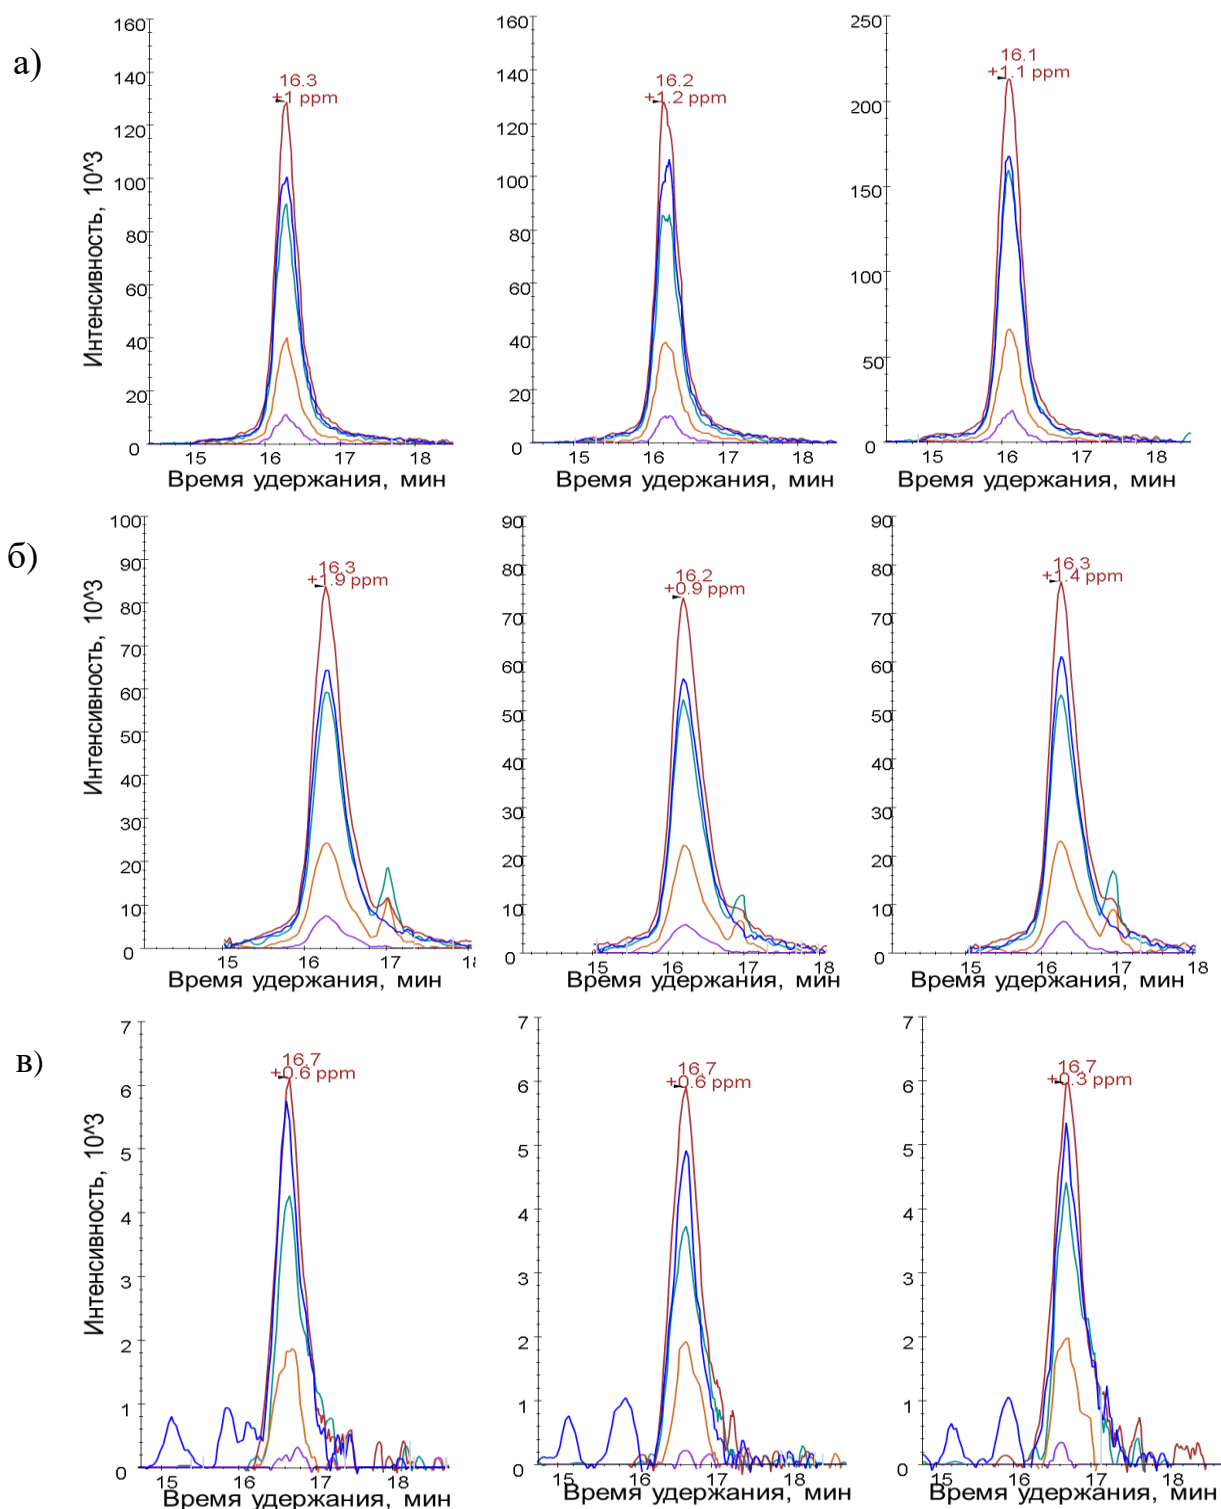 а)
Интенсивность, 10^3
160
140
120
100
80
60
40
20
0
16.3
+1 ppm
15 16 17 18
Время удержания, мин
160
140
120
100
80
60
40
20
0
16.2
+1.2 ppm
15 16 17 18
Время удержания, мин
250
200
150
100
50
0
16.1
+1.1 ppm
15 16 17 18
Время удержания, мин
б)
Интенсивность, 10^3
100
90
80
70
60
50
40
30
20
10
0
16.3
+1.9 ppm
15 16 17
Время удержания, мин
90
80
70
60
50
40
30
20
10
0
16.2
+0.9 ppm
15 16 17 18
Время удержания, мин
90
80
70
60
50
40
30
20
10
0
16.3
+1.4 ppm
15 16 17 18
Время удержания, мин
в)
Интенсивность, 10^3
7
6
5
4
3
2
1
0
16.7
+0.6 ppm
15 16 17 18
Время удержания, мин
7
6
5
4
3
2
1
0
16.7
+0.6 ppm
15 16 17 18
Время удержания, мин
7
6
5
4
3
2
1
0
16.7
+0.3 ppm
15 16 17 18
Время удержания, мин